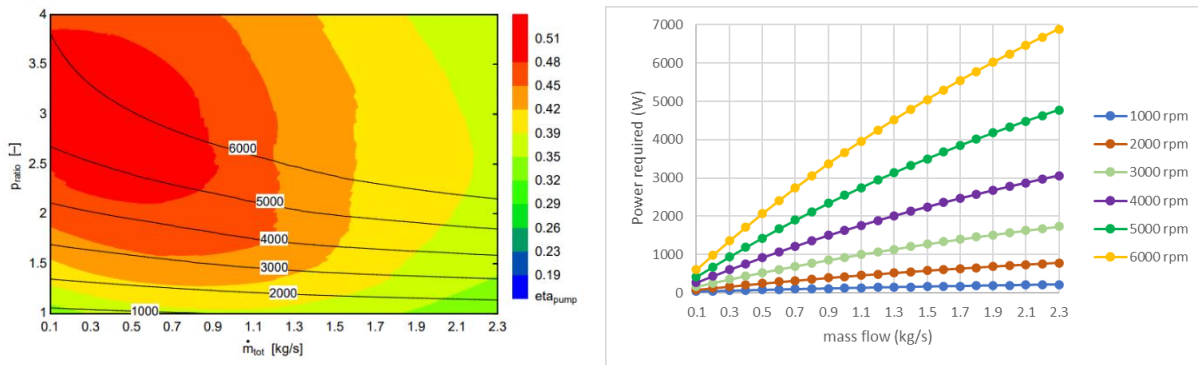 4
3.5
3
2.5
2
1.5
1
p_ratio [–]
6000
5000
4000
3000
2000
1000
0.1 0.3 0.5 0.7 0.9 1.1 1.3 1.5 1.7 1.9 2.1 2.3
ṁ_tot [kg/s]
0.51
0.48
0.45
0.42
0.39
0.35
0.32
0.29
0.26
0.23
0.19
eta_pump
7000
6000
5000
4000
3000
2000
1000
0
Power required (W)
0.1 0.3 0.5 0.7 0.9 1.1 1.3 1.5 1.7 1.9 2.1 2.3
mass flow (kg/s)
1000 rpm
2000 rpm
3000 rpm
4000 rpm
5000 rpm
6000 rpm